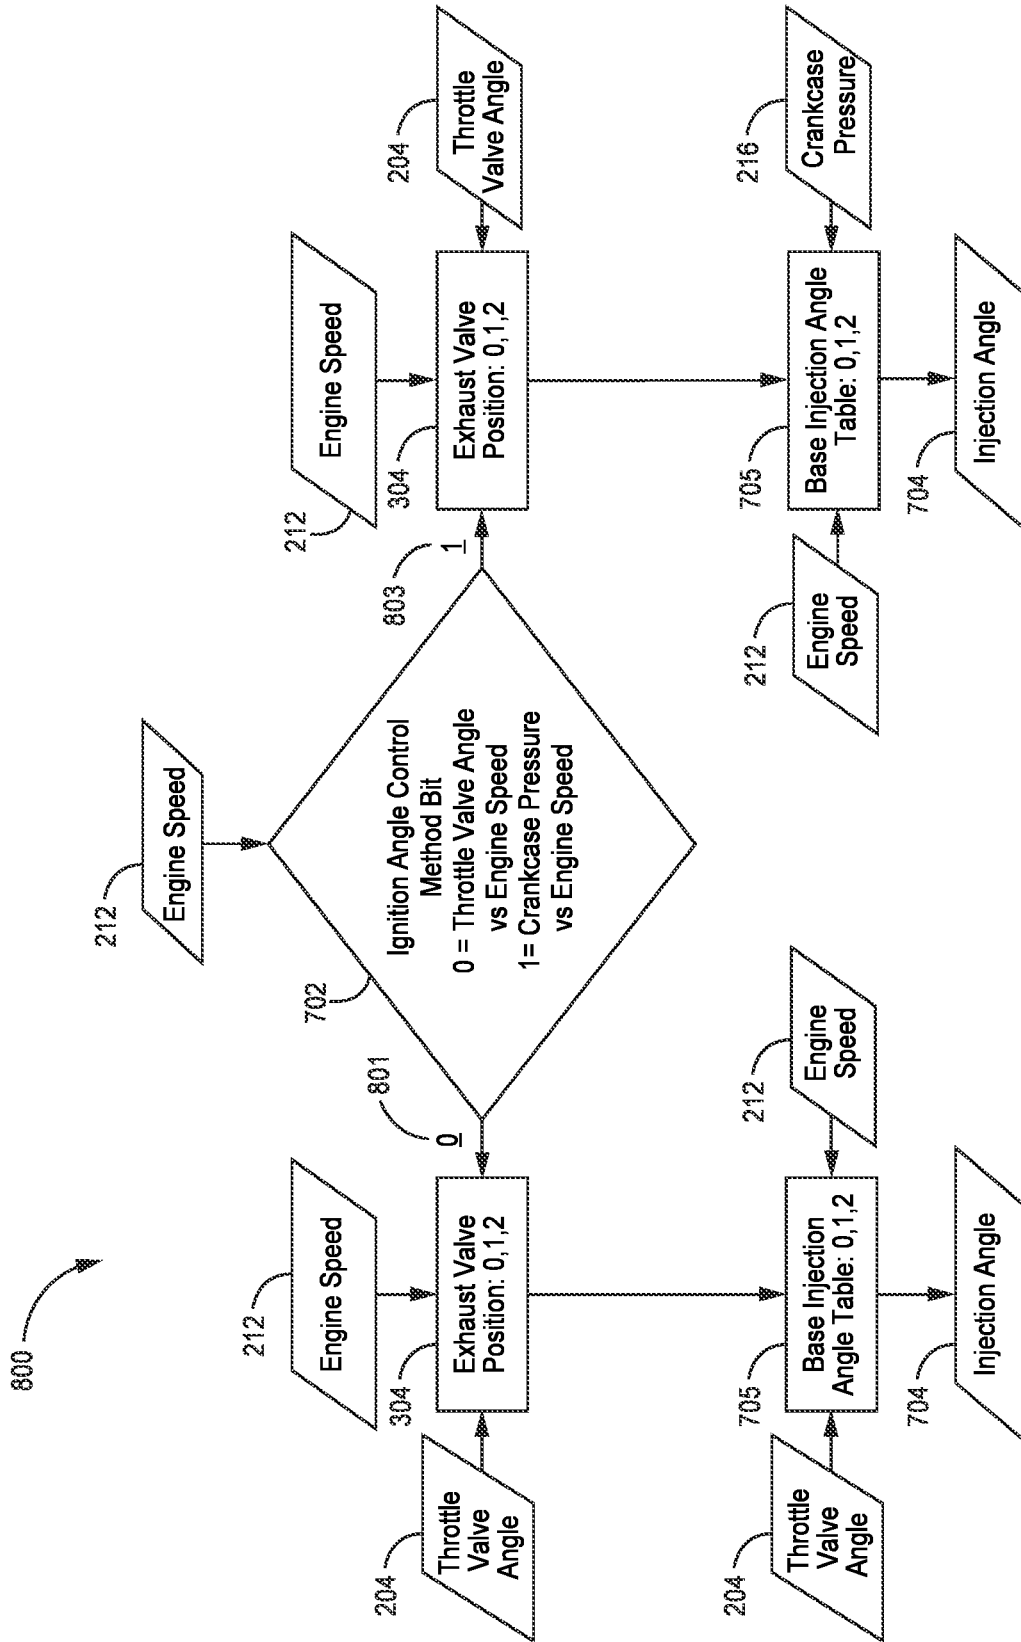 800
212
Engine Speed
212
Engine Speed
212
Engine Speed
702
Ignition Angle Control
Method Bit
0 = Throttle Valve Angle
vs Engine Speed
1= Crankcase Pressure
vs Engine Speed
801
0
803
1
204
Throttle
Valve
Angle
304
Exhaust Valve
Position: 0,1,2
304
Exhaust Valve
Position: 0,1,2
204
Throttle
Valve Angle
204
Throttle
Valve
Angle
705
Base Injection
Angle Table: 0,1,2
212
Engine
Speed
212
Engine
Speed
705
Base Injection Angle
Table: 0,1,2
216
Crankcase
Pressure
704
Injection Angle
704
Injection Angle